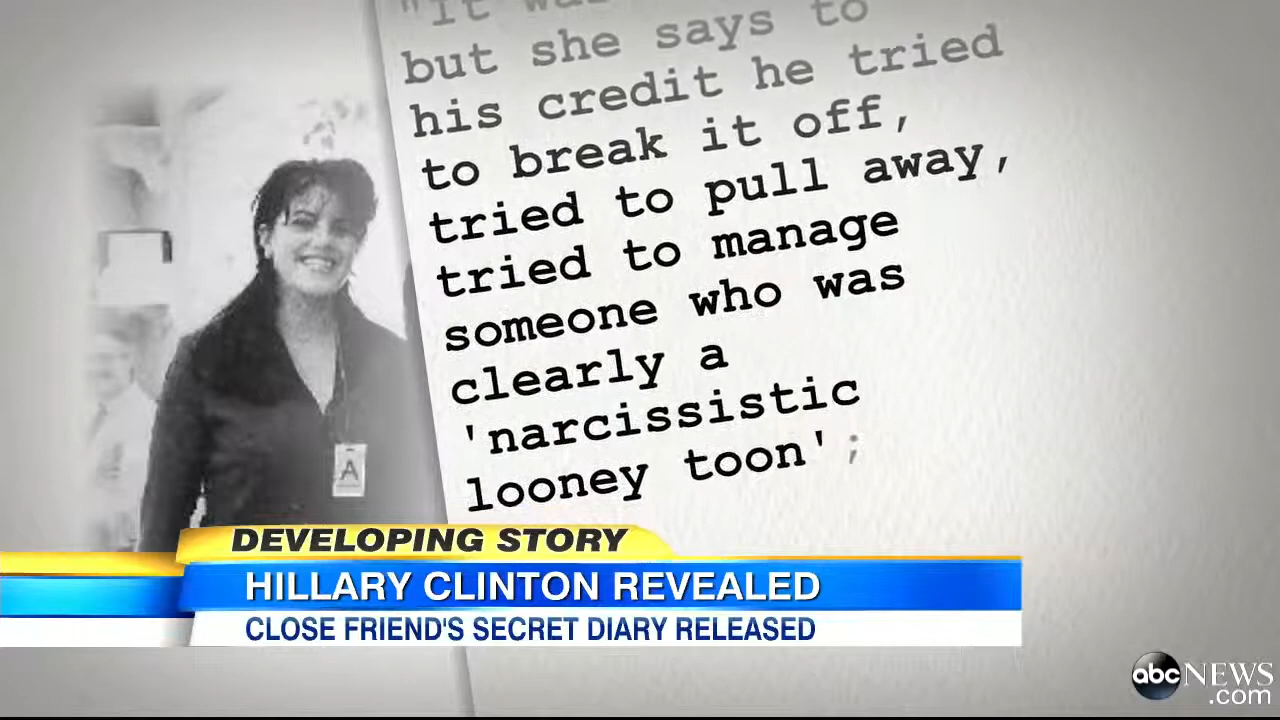 "It was
but she says to
his credit he tried
to break it off,
tried to pull away,
tried to manage
someone who was
clearly a
'narcissistic
looney toon';
A
DEVELOPING STORY
HILLARY CLINTON REVEALED
CLOSE FRIEND'S SECRET DIARY RELEASED
abc NEWS
.com